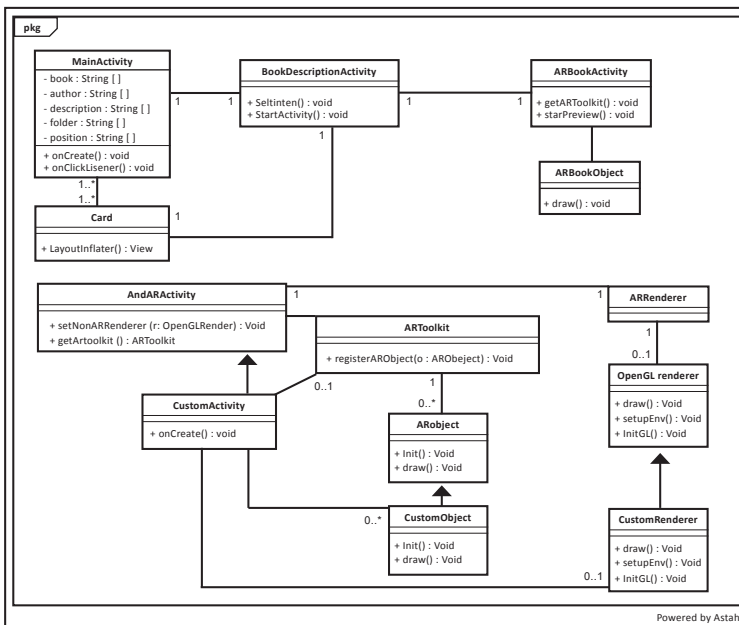 pkg
MainActivity
- book : String [ ]
- author : String [ ]
- description : String [ ]
- folder : String [ ]
- position : String [ ]
+ onCreate() : void
+ onClickLisener() : void
1
1
BookDescriptionActivity
+ Seltinten() : void
+ StartActivity() : void
1
1
1
ARBookActivity
+ getARToolkit() : void
+ starPreview() : void
ARBookObject
+ draw() : void
1..*
1..*
Card
+ LayoutInflater() : View
1
AndARActivity
+ setNonARRenderer (r: OpenGLRender) : Void
+ getArtoolkit () : ARToolkit
1
1
ARRenderer
1
0..1
ARToolkit
+ registerARObject(o : ARObeject) : Void
0..1
1
0..*
OpenGL renderer
+ draw() : Void
+ setupEnv() : Void
+ InitGL() : Void
CustomActivity
+ onCreate() : void
ARobject
+ Init() : Void
+ draw() : Void
0..*
CustomObject
+ Init() : Void
+ draw() : Void
CustomRenderer
+ draw() : Void
+ setupEnv() : Void
+ InitGL() : Void
0..1
Powered by Astah